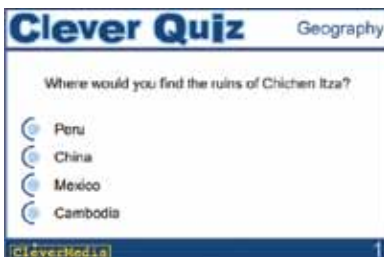 Clever Quiz Geography
Where would you find the ruins of Chichen Itza?
Peru
China
Mexico
Cambodia
CleverMedia 1